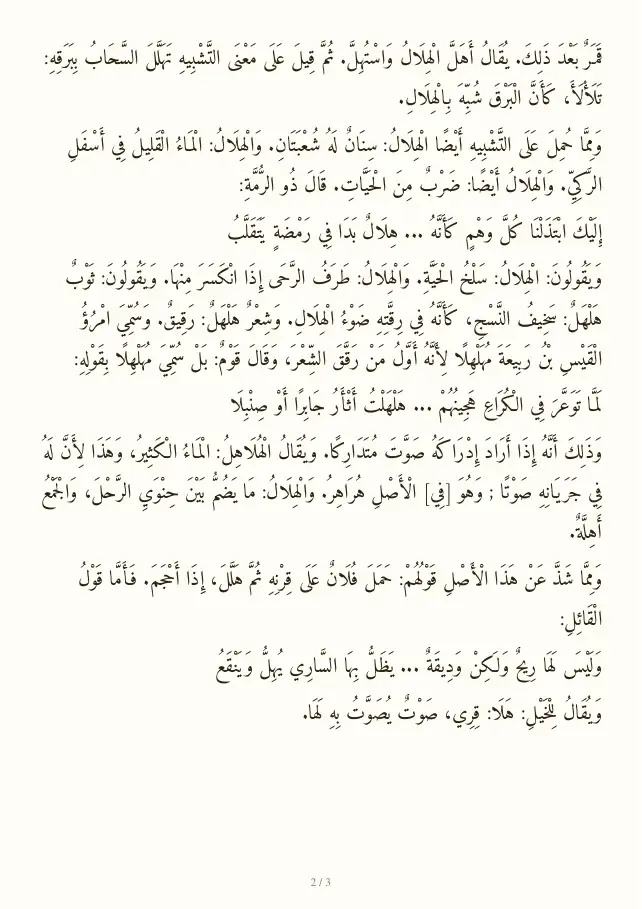 قَمَرٌ بَعْدَ ذَلِكَ. يُقَالُ أَهَلَّ الْهِلَالُ وَاسْتُهِلَّ. ثُمَّ قِيلَ عَلَى مَعْنَى التَّشْبِيهِ تَهَلَّلَ السَّحَابُ بِبَرَقِهِ:
تَلَأْلَأَ، كَأَنَّ الْبَرْقَ شُبِّهَ بِالْهِلَالِ.
وَمِمَّا حُمِلَ عَلَى التَّشْبِيهِ أَيْضًا الْهِلَالُ: سِنَانٌ لَهُ شُعْبَتَانِ. وَالْهِلَالُ: الْمَاءُ الْقَلِيلُ فِي أَسْفَلِ
الرَّكِيِّ. وَالْهِلَالُ أَيْضًا: ضَرْبٌ مِنَ الْحَيَّاتِ. قَالَ ذُو الرُّمَّةِ:
إِلَيْكَ ابْتَذَلْنَا كُلَّ وَهْمٍ كَأَنَّهُ ... هِلَالٌ بَدَا فِي رَمْضَةٍ يَتَقَلَّبُ
وَيَقُولُونَ: الْهِلَالُ: سَلْخُ الْحَيَّةِ. وَالْهِلَالُ: طَرَفُ الرَّحَى إِذَا انْكَسَرَ مِنْهَا. وَيَقُولُونَ: ثَوْبٌ
هَلْهَلٌ: سَخِيفُ النَّسْجِ، كَأَنَّهُ فِي رِقَّتِهِ ضَوْءُ الْهِلَالِ. وَشِعْرٌ هَلْهَلٌ: رَقِيقٌ. وَسُمِّيَ امْرُؤُ
الْقَيْسِ بْنُ رَبِيعَةَ مُهَلْهِلًا لِأَنَّهُ أَوَّلُ مَنْ رَقَّقَ الشِّعْرَ، وَقَالَ قَوْمٌ: بَلْ سُمِّيَ مُهَلْهِلًا بِقَوْلِهِ:
لَمَّا تَوَعَّرَ فِي الْكُرَاعِ هَجِينُهُمْ ... هَلْهَلْتُ أَثْأَرُ جَابِرًا أَوْ صِنْبِلَا
وَذَلِكَ أَنَّهُ إِذَا أَرَادَ إِدْرَاكَهُ صَوَّتَ مُتَدَارِكًا. وَيُقَالُ الْهُلَاهِلُ: الْمَاءُ الْكَثِيرُ، وَهَذَا لِأَنَّ لَهُ
فِي جَرَيَانِهِ صَوْتًا ; وَهُوَ [فِي] الْأَصْلِ هُرَاهِرُ. وَالْهِلَالُ: مَا يَضُمُّ بَيْنَ حِنْوَيِ الرَّحْلَ، وَالْجَمْعُ
أَهِلَّةٌ.
وَمِمَّا شَذَّ عَنْ هَذَا الْأَصْلِ قَوْلُهُمْ: حَمَلَ فُلَانٌ عَلَى قِرْنِهِ ثُمَّ هَلَّلَ، إِذَا أَحْجَمَ. فَأَمَّا قَوْلُ
الْقَائِلِ:
وَلَيْسَ لَهَا رِيحٌ وَلَكِنْ وَدِيقَةٌ ... يَظَلُّ بِهَا السَّارِي يُهِلُّ وَيَنْقَعُ
وَيُقَالُ لِلْخَيْلِ: هَلَا: قِرِي، صَوْتٌ يُصَوَّتُ بِهِ لَهَا.
2 / 3